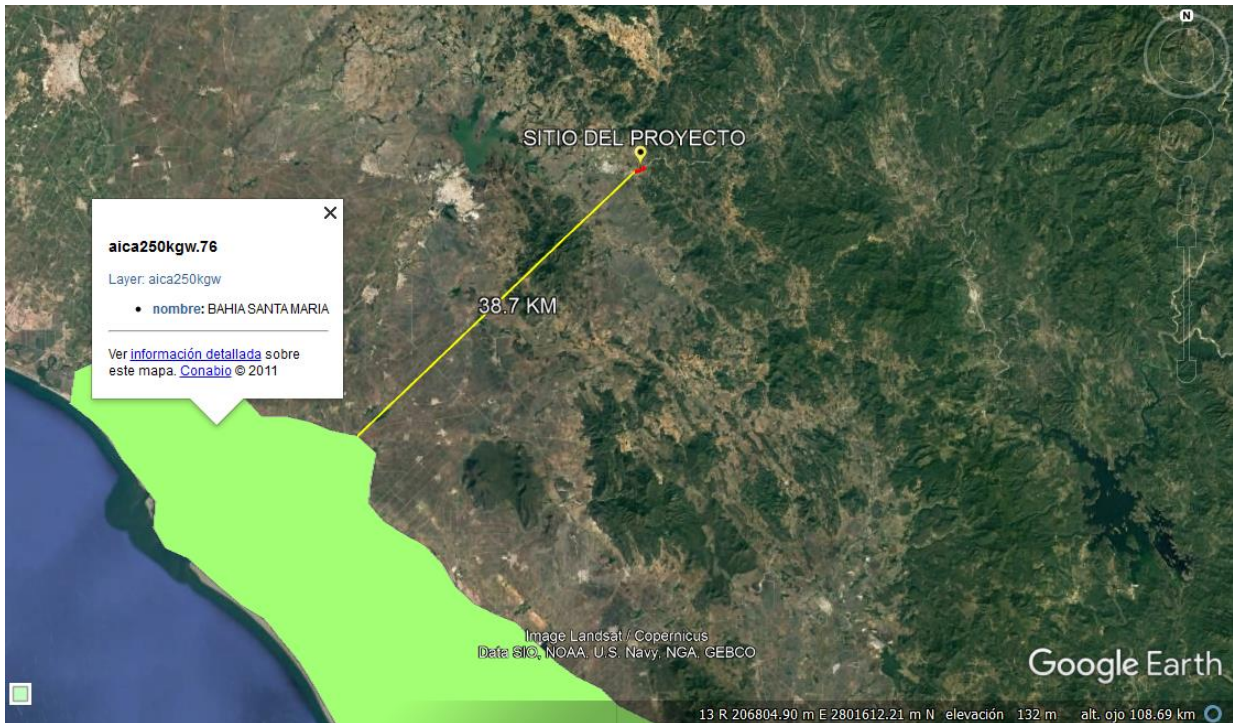 N
SITIO DEL PROYECTO
aica250kgw.76
Layer: aica250kgw
nombre: BAHIA SANTA MARIA
38.7 KM
Ver información detallada sobre
este mapa. Conabio © 2011
Image Landsat / Copernicus
Data SIO, NOAA, U.S. Navy, NGA, GEBCO
Google Earth
13 R 206804.90 m E 2801612.21 m N elevación 132 m alt. ojo 108.69 km